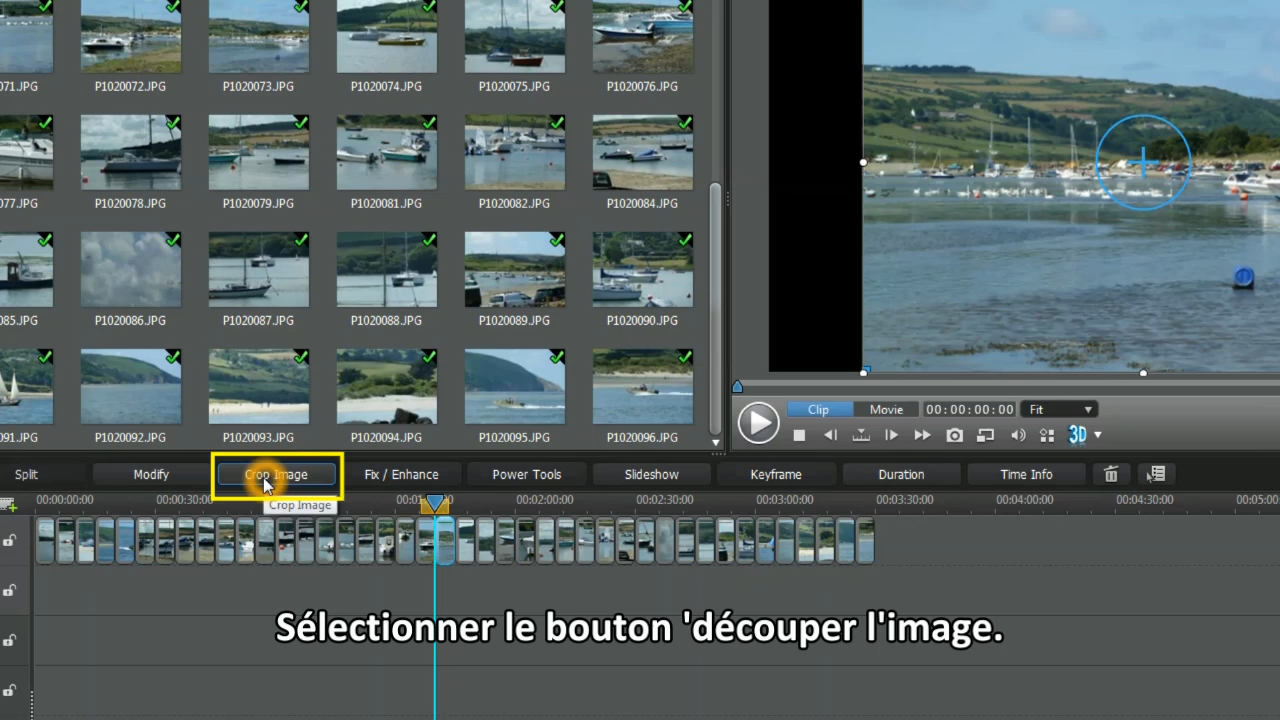 071.JPG P1020072.JPG P1020073.JPG P1020074.JPG P1020075.JPG P1020076.JPG
077.JPG P1020078.JPG P1020079.JPG P1020081.JPG P1020082.JPG P1020084.JPG
085.JPG P1020086.JPG P1020087.JPG P1020088.JPG P1020089.JPG P1020090.JPG
091.JPG P1020092.JPG P1020093.JPG P1020094.JPG P1020095.JPG P1020096.JPG
Clip Movie 00:00:00:00 Fit
3D
Split Modify Crop Image Fix / Enhance Power Tools Slideshow Keyframe Duration Time Info
00:00:00:00 00:00:30:00 00:02:00:00 00:02:30:00 00:03:00:00 00:03:30:00 00:04:00:00 00:04:30:00
Crop Image
Sélectionner le bouton 'découper l'image.